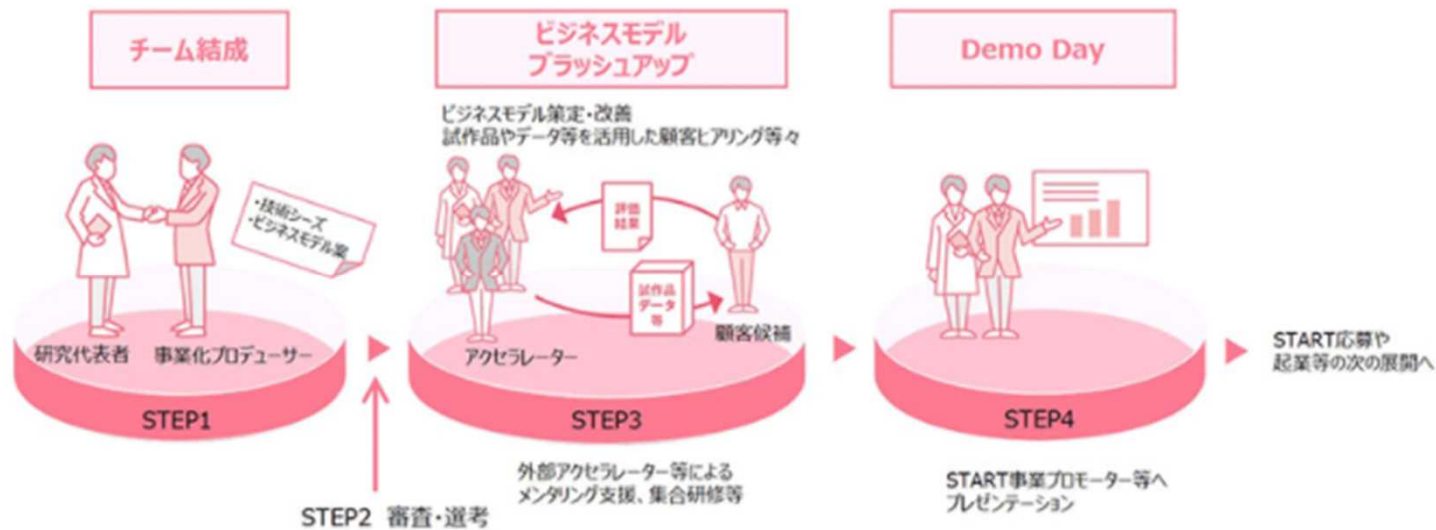 チーム結成
・技術シーズ
・ビジネスモデル案
研究代表者
事業化プロデューサー
STEP1
STEP2 審査・選考
ビジネスモデル
ブラッシュアップ
ビジネスモデル策定・改善
試作品やデータ等を活用した顧客ヒアリング等々
評価
結果
試作品
データ
等
アクセラレーター
顧客候補
STEP3
外部アクセラレーター等による
メンタリング支援、集合研修等
Demo Day
STEP4
START事業プロモーター等へ
プレゼンテーション
START応募や
起業等の次の展開へ